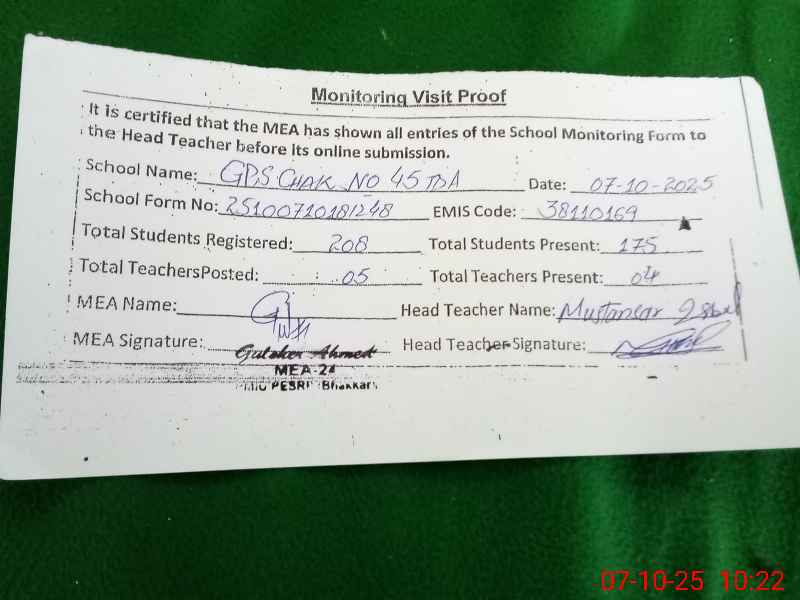 Monitoring Visit Proof
It is certified that the MEA has shown all entries of the School Monitoring Form to
the Head Teacher before its online submission.
School Name: GPS CHAK NO 45 TDA Date: 07-10-2025
School Form No: 25100710181248 EMIS Code: 38110169
Total Students Registered: 208 Total Students Present: 175
Total TeachersPosted: 05 Total Teachers Present: 04
MEA Name: Head Teacher Name: Mustansar
MEA Signature: Head Teacher Signature:
Ahmed
MEA-24
PESRP Bhakkar
07-10-25 10:22